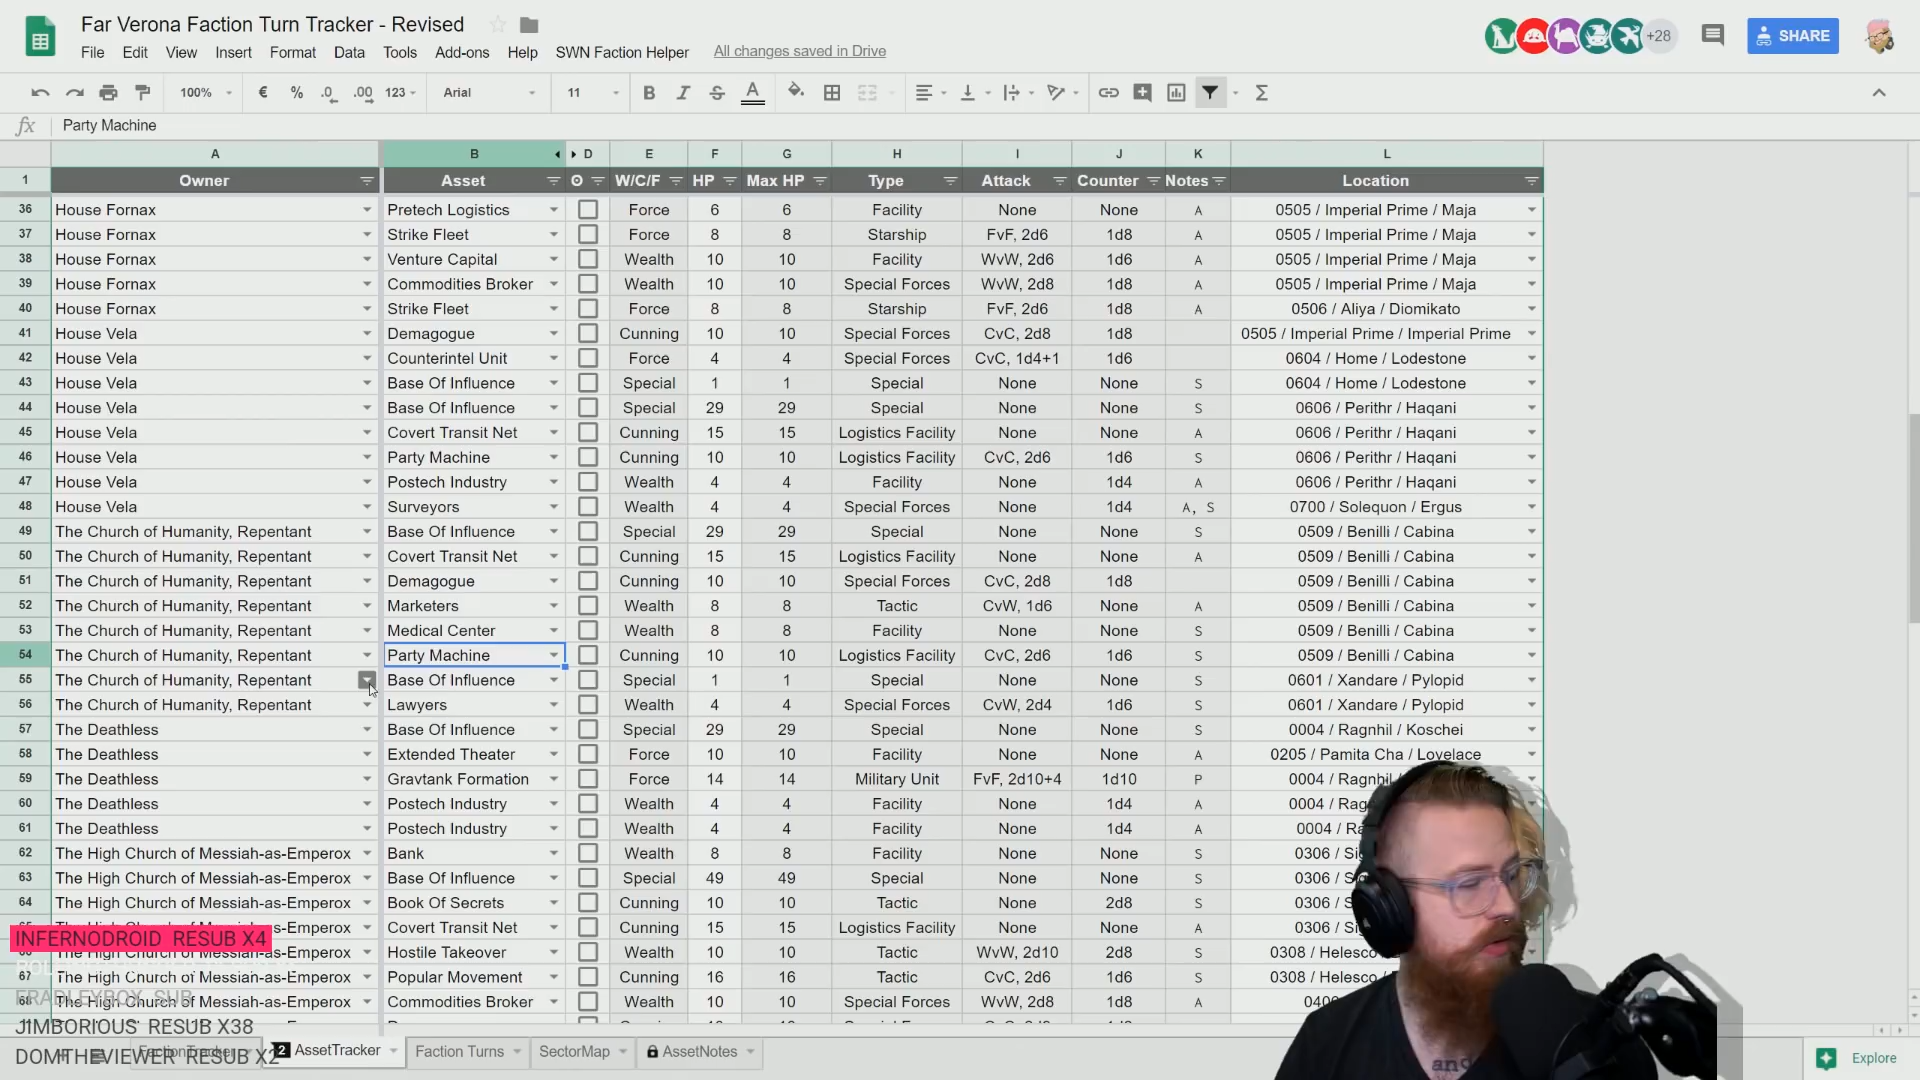 Far Verona Faction Turn Tracker - Revised
File Edit View Insert Format Data Tools Add-ons Help SWN Faction Helper All changes saved in Drive
+28 SHARE
100% € % .0 .00 123 Arial 11 B I S A Σ
fx Party Machine
A B D E F G H I J K L
1 Owner Asset W/C/F HP Max HP Type Attack Counter Notes Location
36 House Fornax Pretech Logistics Force 6 6 Facility None None A 0505 / Imperial Prime / Maja
37 House Fornax Strike Fleet Force 8 8 Starship FvF, 2d6 1d8 A 0505 / Imperial Prime / Maja
38 House Fornax Venture Capital Wealth 10 10 Facility WvW, 2d6 1d6 A 0505 / Imperial Prime / Maja
39 House Fornax Commodities Broker Wealth 10 10 Special Forces WvW, 2d8 1d8 A 0505 / Imperial Prime / Maja
40 House Fornax Strike Fleet Force 8 8 Starship FvF, 2d6 1d8 A 0506 / Aliya / Diomikato
41 House Vela Demagogue Cunning 10 10 Special Forces CvC, 2d8 1d8 0505 / Imperial Prime / Imperial Prime
42 House Vela Counterintel Unit Force 4 4 Special Forces CvC, 1d4+1 1d6 0604 / Home / Lodestone
43 House Vela Base Of Influence Special 1 1 Special None None S 0604 / Home / Lodestone
44 House Vela Base Of Influence Special 29 29 Special None None S 0606 / Perithr / Haqani
45 House Vela Covert Transit Net Cunning 15 15 Logistics Facility None None A 0606 / Perithr / Haqani
46 House Vela Party Machine Cunning 10 10 Logistics Facility CvC, 2d6 1d6 S 0606 / Perithr / Haqani
47 House Vela Postech Industry Wealth 4 4 Facility None 1d4 A 0606 / Perithr / Haqani
48 House Vela Surveyors Wealth 4 4 Special Forces None 1d4 A, S 0700 / Solequon / Ergus
49 The Church of Humanity, Repentant Base Of Influence Special 29 29 Special None None S 0509 / Benilli / Cabina
50 The Church of Humanity, Repentant Covert Transit Net Cunning 15 15 Logistics Facility None None A 0509 / Benilli / Cabina
51 The Church of Humanity, Repentant Demagogue Cunning 10 10 Special Forces CvC, 2d8 1d8 0509 / Benilli / Cabina
52 The Church of Humanity, Repentant Marketers Wealth 8 8 Tactic CvW, 1d6 None A 0509 / Benilli / Cabina
53 The Church of Humanity, Repentant Medical Center Wealth 8 8 Facility None None S 0509 / Benilli / Cabina
54 The Church of Humanity, Repentant Party Machine Cunning 10 10 Logistics Facility CvC, 2d6 1d6 S 0509 / Benilli / Cabina
55 The Church of Humanity, Repentant Base Of Influence Special 1 1 Special None None S 0601 / Xandare / Pylopid
56 The Church of Humanity, Repentant Lawyers Wealth 4 4 Special Forces CvW, 2d4 1d6 S 0601 / Xandare / Pylopid
57 The Deathless Base Of Influence Special 29 29 Special None None S 0004 / Ragnhil / Koschei
58 The Deathless Extended Theater Force 10 10 Facility None None A 0205 / Pamita Cha / Lovelace
59 The Deathless Gravtank Formation Force 14 14 Military Unit FvF, 2d10+4 1d10 P 0004 / Ragnhil
60 The Deathless Postech Industry Wealth 4 4 Facility None 1d4 A 0004 /
61 The Deathless Postech Industry Wealth 4 4 Facility None 1d4 A 0004 /
62 The High Church of Messiah-as-Emperox Bank Wealth 8 8 Facility None None S 0306 /
63 The High Church of Messiah-as-Emperox Base Of Influence Special 49 49 Special None None S 0306 /
64 The High Church of Messiah-as-Emperox Book Of Secrets Cunning 10 10 Tactic None 2d8 S 0306 /
The High Church of Messiah-as-Emperox Covert Transit Net Cunning 15 15 Logistics Facility None None A 0306 /
INFERNODROID RESUB X4
The High Church of Messiah-as-Emperox Hostile Takeover Wealth 10 10 Tactic WvW, 2d10 2d8 S 0308 / Helesco /
67 The High Church of Messiah-as-Emperox Popular Movement Cunning 16 16 Tactic CvC, 2d6 1d6 S 0308 / Helesco /
68 The High Church of Messiah-as-Emperox Commodities Broker Wealth 10 10 Special Forces WvW, 2d8 1d8 A
FRADLEYBOX SUB
JIMBORIOUS RESUB X38
DOMTHEVIEWER RESUB X2
FactionTracker 2 AssetTracker Faction Turns SectorMap AssetNotes Explore